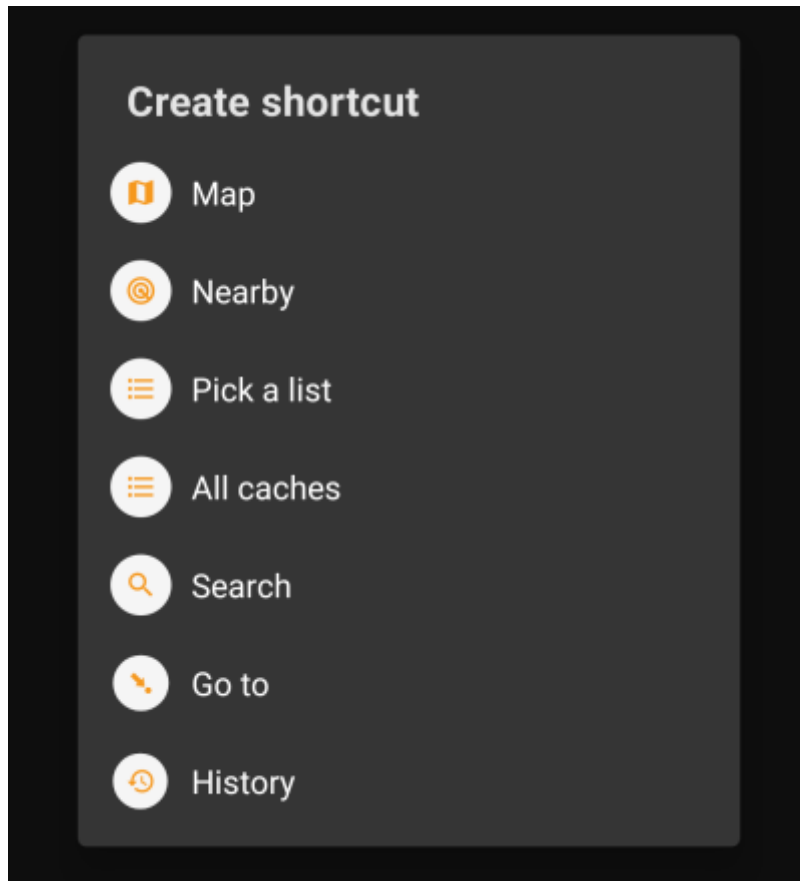 Create shortcut
Map
Nearby
Pick a list
All caches
Search
Go to
History